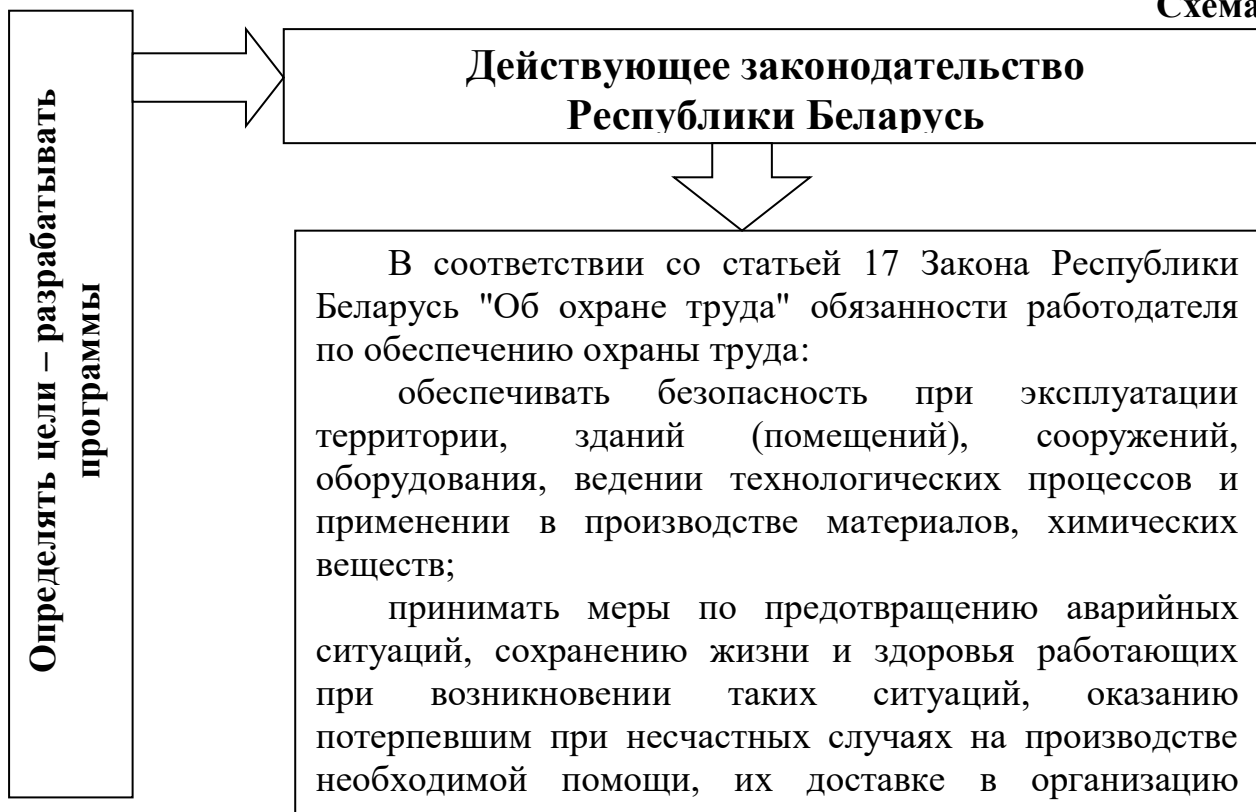 Схема
Определять цели – разрабатывать
программы
Действующее законодательство
Республики Беларусь
В соответствии со статьей 17 Закона Республики
Беларусь "Об охране труда" обязанности работодателя
по обеспечению охраны труда:
обеспечивать безопасность при эксплуатации
территории, зданий (помещений), сооружений,
оборудования, ведении технологических процессов и
применении в производстве материалов, химических
веществ;
принимать меры по предотвращению аварийных
ситуаций, сохранению жизни и здоровья работающих
при возникновении таких ситуаций, оказанию
потерпевшим при несчастных случаях на производстве
необходимой помощи, их доставке в организацию